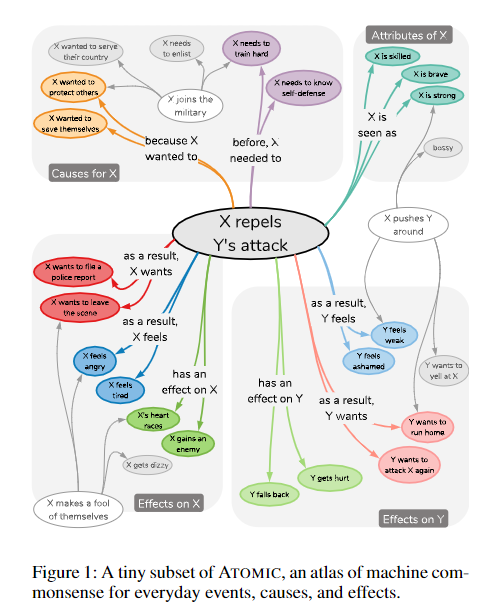 X wanted to serve
their country
X needs
to enlist
X needs to
train hard
X wanted to
protect others
X joins the
military
X needs to know
self-defense
X wanted to
save themselves
because X
wanted to
before, X
needed to
Causes for X
Attributes of X
X is skilled
X is brave
X is strong
X is
seen as
bossy
X repels
Y's attack
X pushes Y
around
as a result,
X wants
X wants to file a
police report
X wants to leave
the scene
as a result,
X feels
X feels
angry
X feels
tired
has an
effect on X
X's heart
races
X gains an
enemy
X gets dizzy
X makes a fool
of themselves
Effects on X
as a result,
Y feels
Y feels
weak
Y feels
ashamed
Y wants to
yell at X
has an
effect on Y
as a result,
Y wants
Y wants to
run home
Y wants to
attack X again
Y gets hurt
Y falls back
Effects on Y
Figure 1: A tiny subset of ATOMIC, an atlas of machine com-
monsense for everyday events, causes, and effects.